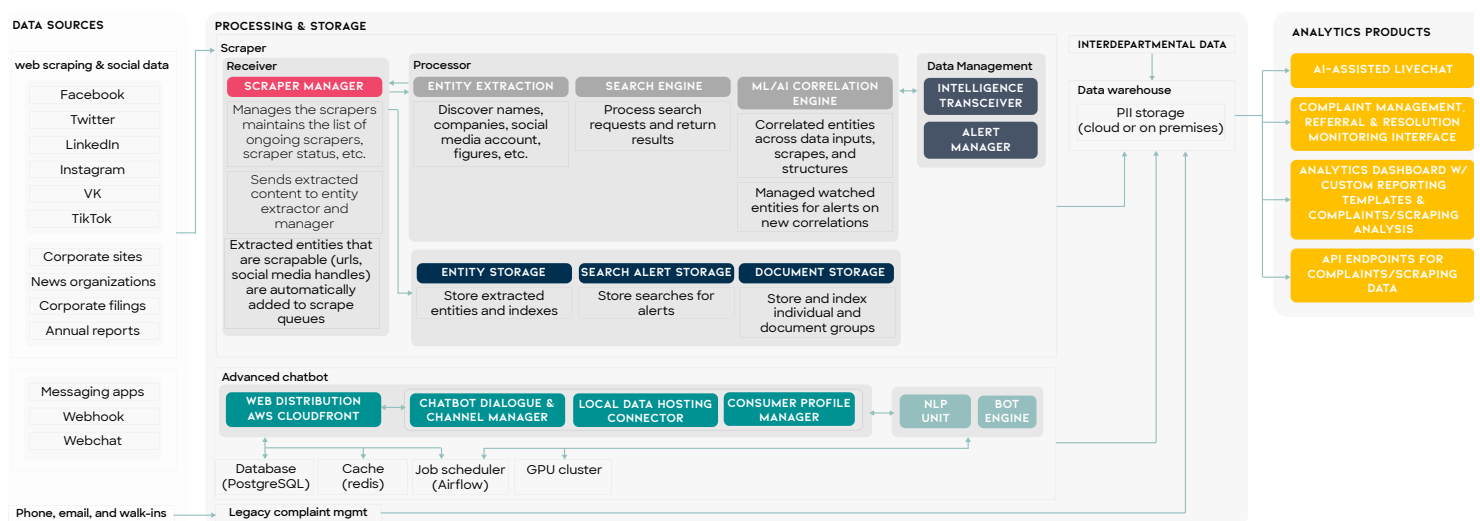 DATA SOURCES
web scraping & social data
Facebook
Twitter
LinkedIn
Instagram
VK
TikTok
Corporate sites
News organizations
Corporate filings
Annual reports
Messaging apps
Webhook
Webchat
Phone, email, and walk-ins
PROCESSING & STORAGE
Scraper
Receiver
SCRAPER MANAGER
Manages the scrapers
maintains the list of
ongoing scrapers,
scraper status, etc.
Sends extracted
content to entity
extractor and
manager
Extracted entities that
are scrapable (urls,
social media handles)
are automatically
added to scrape
queues
Processor
ENTITY EXTRACTION
Discover names,
companies, social
media account,
figures, etc.
SEARCH ENGINE
Process search
requests and return
results
ML/AI CORRELATION
ENGINE
Correlated entities
across data inputs,
scrapes, and
structures
Managed watched
entities for alerts on
new correlations
ENTITY STORAGE
Store extracted
entities and indexes
SEARCH ALERT STORAGE
Store searches for
alerts
DOCUMENT STORAGE
Store and index
individual and
document groups
Data Management
INTELLIGENCE
TRANSCEIVER
ALERT
MANAGER
Advanced chatbot
WEB DISTRIBUTION
AWS CLOUDFRONT
CHATBOT DIALOGUE &
CHANNEL MANAGER
LOCAL DATA HOSTING
CONNECTOR
CONSUMER PROFILE
MANAGER
NLP
UNIT
BOT
ENGINE
Database
(PostgreSQL)
Cache
(redis)
Job scheduler
(Airflow)
GPU cluster
Legacy complaint mgmt
INTERDEPARTMENTAL DATA
Data warehouse
PII storage
(cloud or on premises)
ANALYTICS PRODUCTS
AI-ASSISTED LIVECHAT
COMPLAINT MANAGEMENT,
REFERRAL & RESOLUTION
MONITORING INTERFACE
ANALYTICS DASHBOARD W/
CUSTOM REPORTING
TEMPLATES &
COMPLAINTS/SCRAPING
ANALYSIS
API ENDPOINTS FOR
COMPLAINTS/SCRAPING
DATA